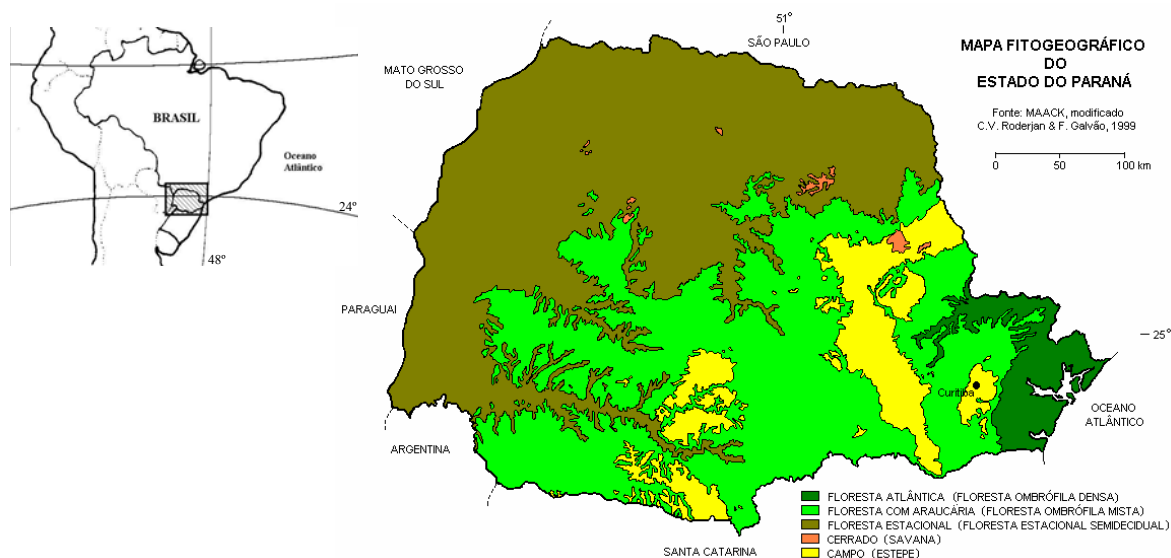 BRASIL
Oceano
Atlântico
24º
48º
51°
SÃO PAULO
MATO GROSSO
DO SUL
MAPA FITOGEOGRÁFICO
DO
ESTADO DO PARANÁ
Fonte: MAACK, modificado
C.V. Roderjan & F. Galvão, 1999
0 50 100 km
PARAGUAI
25°
Curitiba
OCEANO
ATLÂNTICO
ARGENTINA
SANTA CATARINA
FLORESTA ATLÂNTICA (FLORESTA OMBRÓFILA DENSA)
FLORESTA COM ARAUCÁRIA (FLORESTA OMBRÓFILA MISTA)
FLORESTA ESTACIONAL (FLORESTA ESTACIONAL SEMIDECIDUAL)
CERRADO (SAVANA)
CAMPO (ESTEPE)